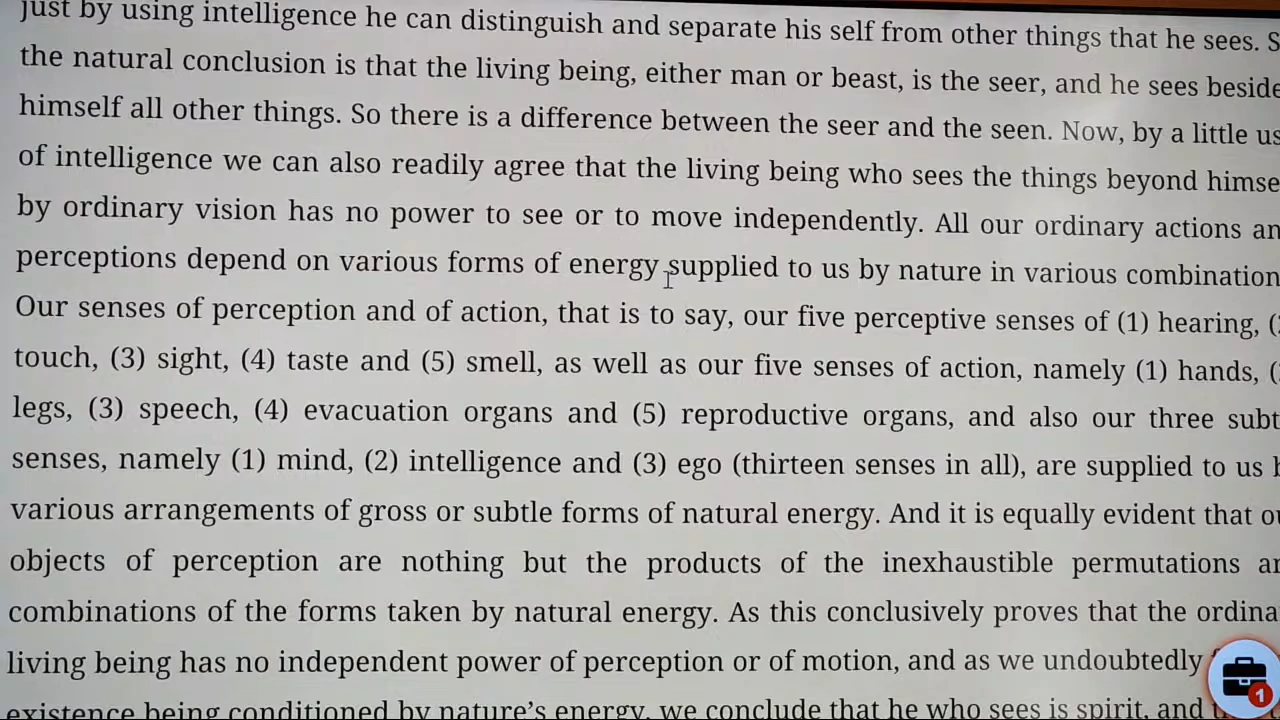 just by using intelligence he can distinguish and separate his self from other things that he sees.
the natural conclusion is that the living being, either man or beast, is the seer, and he sees beside
himself all other things. So there is a difference between the seer and the seen. Now, by a little us
of intelligence we can also readily agree that the living being who sees the things beyond himse
by ordinary vision has no power to see or to move independently. All our ordinary actions an
perceptions depend on various forms of energy supplied to us by nature in various combination
Our senses of perception and of action, that is to say, our five perceptive senses of (1) hearing, (
touch, (3) sight, (4) taste and (5) smell, as well as our five senses of action, namely (1) hands, (
legs, (3) speech, (4) evacuation organs and (5) reproductive organs, and also our three subt
senses, namely (1) mind, (2) intelligence and (3) ego (thirteen senses in all), are supplied to us
various arrangements of gross or subtle forms of natural energy. And it is equally evident that
objects of perception are nothing but the products of the inexhaustible permutations
combinations of the forms taken by natural energy. As this conclusively proves that the ordina
living being has no independent power of perception or of motion, and as we undoubtedly
existence being conditioned by nature's energy, we conclude that he who sees is spirit, and
1